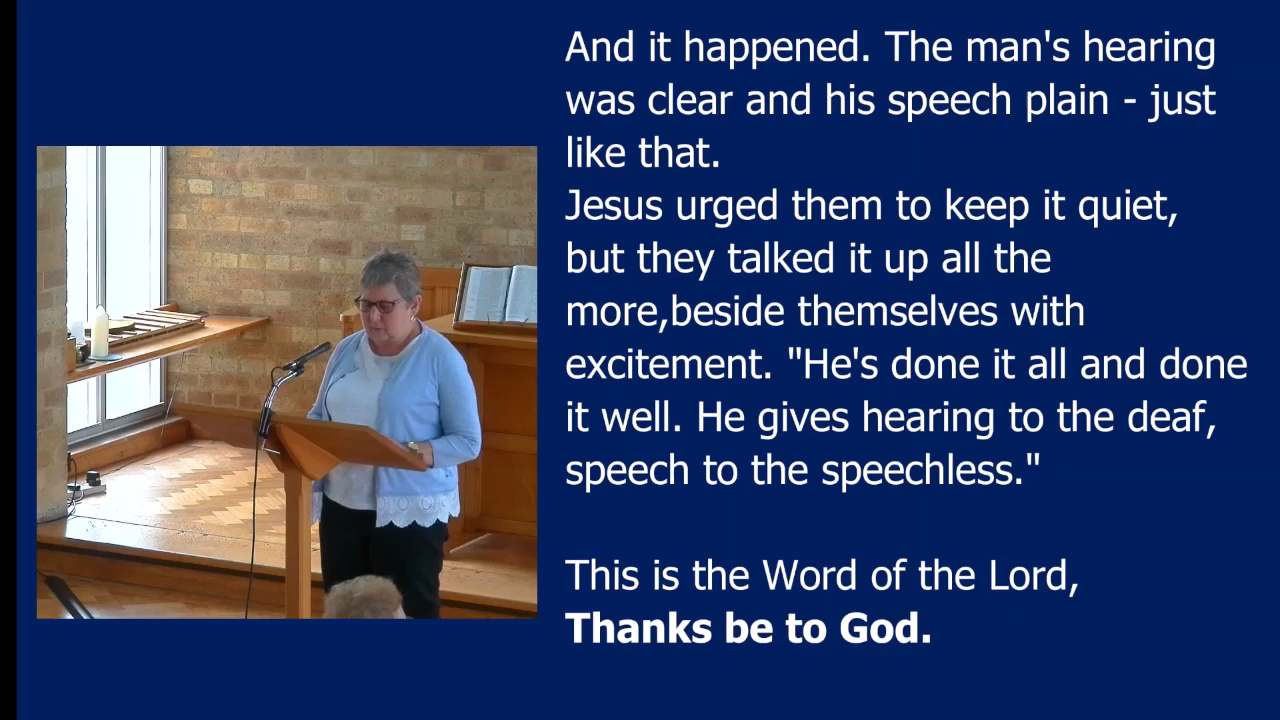 And it happened. The man's hearing
was clear and his speech plain - just
like that.
Jesus urged them to keep it quiet,
but they talked it up all the
more,beside themselves with
excitement. "He's done it all and done
it well. He gives hearing to the deaf,
speech to the speechless."
This is the Word of the Lord,
Thanks be to God.